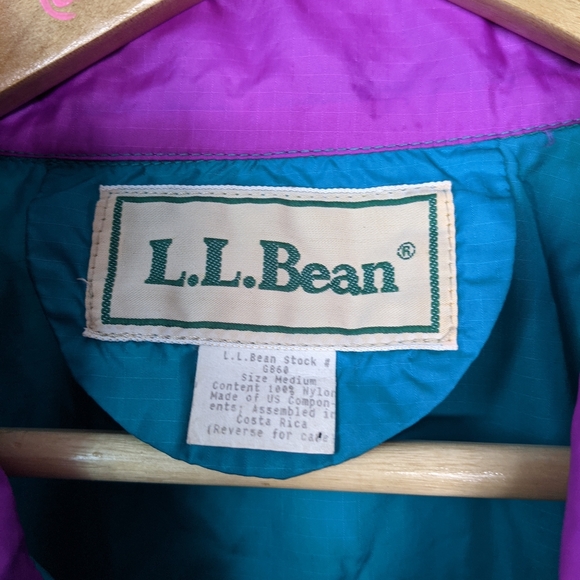 L.L.Bean®
L.L.Bean Stock #
GB60
Size Medium
Content 100% Nylon
Made of US Compon-
ents; Assembled in
Costa Rica
(Reverse for care